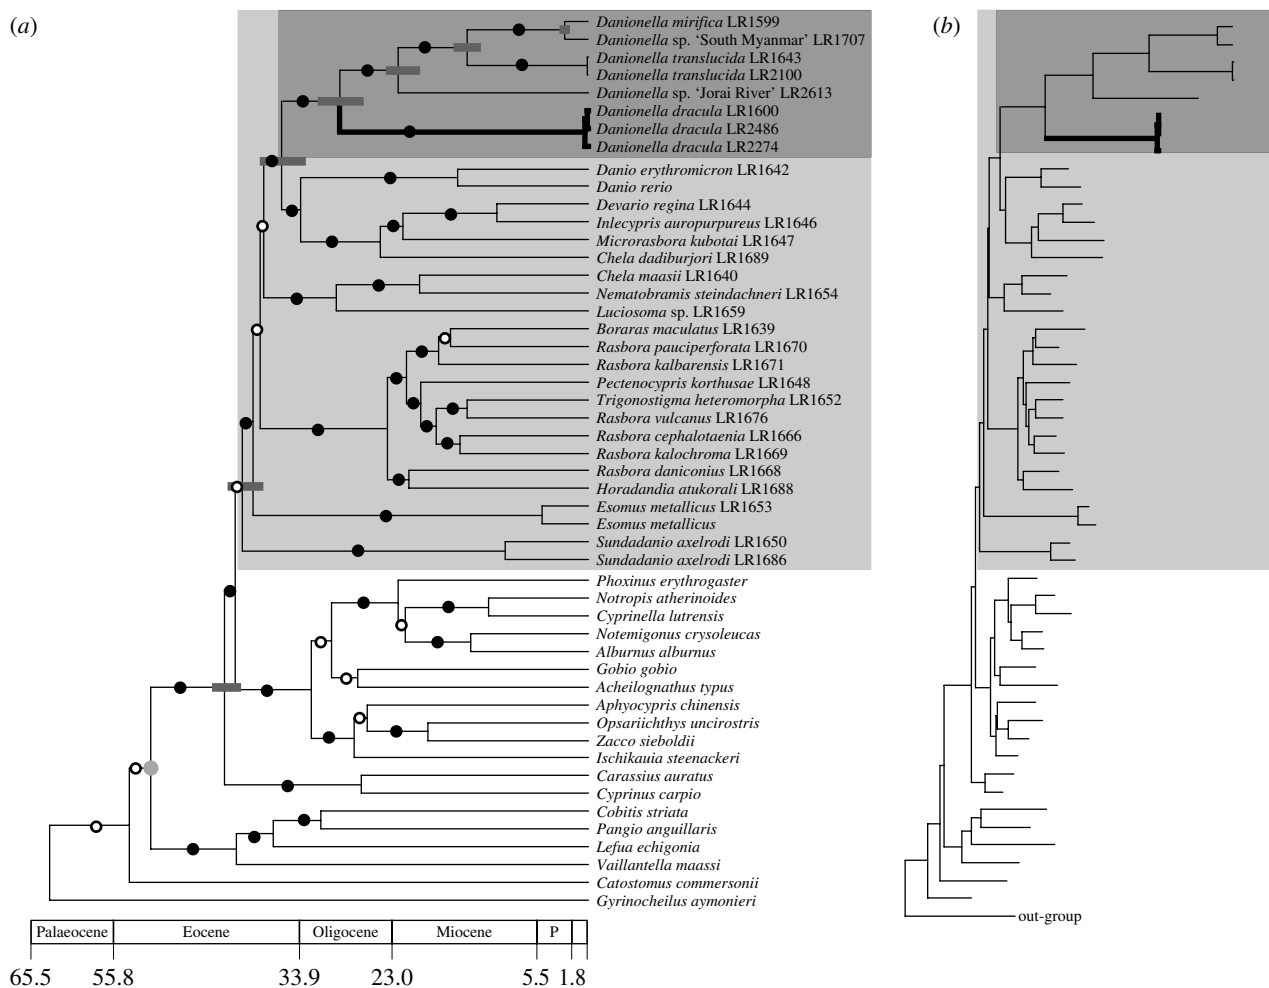 (a)
(b)
Danionella mirifica LR1599
Danionella sp. ‘South Myanmar’ LR1707
Danionella translucida LR1643
Danionella translucida LR2100
Danionella sp. ‘Jorai River’ LR2613
Danionella dracula LR1600
Danionella dracula LR2486
Danionella dracula LR2274
Danio erythromicron LR1642
Danio rerio
Devario regina LR1644
Inlecypris auropurpureus LR1646
Microrasbora kubotai LR1647
Chela dadiburjori LR1689
Chela maasii LR1640
Nematobramis steindachneri LR1654
Luciosoma sp. LR1659
Boraras maculatus LR1639
Rasbora pauciperforata LR1670
Rasbora kalbarensis LR1671
Pectenocypris korthusae LR1648
Trigonostigma heteromorpha LR1652
Rasbora vulcanus LR1676
Rasbora cephalotaenia LR1666
Rasbora kalochroma LR1669
Rasbora daniconius LR1668
Horadandia atukorali LR1688
Esomus metallicus LR1653
Esomus metallicus
Sundadanio axelrodi LR1650
Sundadanio axelrodi LR1686
Phoxinus erythrogaster
Notropis atherinoides
Cyprinella lutrensis
Notemigonus crysoleucas
Alburnus alburnus
Gobio gobio
Acheilognathus typus
Aphyocypris chinensis
Opsariichthys uncirostris
Zacco sieboldii
Ischikauia steenackeri
Carassius auratus
Cyprinus carpio
Cobitis striata
Pangio anguillaris
Lefua echigonia
Vaillantella maassi
Catostomus commersonii
Gyrinocheilus aymonieri
out-group
Palaeocene Eocene Oligocene Miocene P
65.5 55.8 33.9 23.0 5.5 1.8